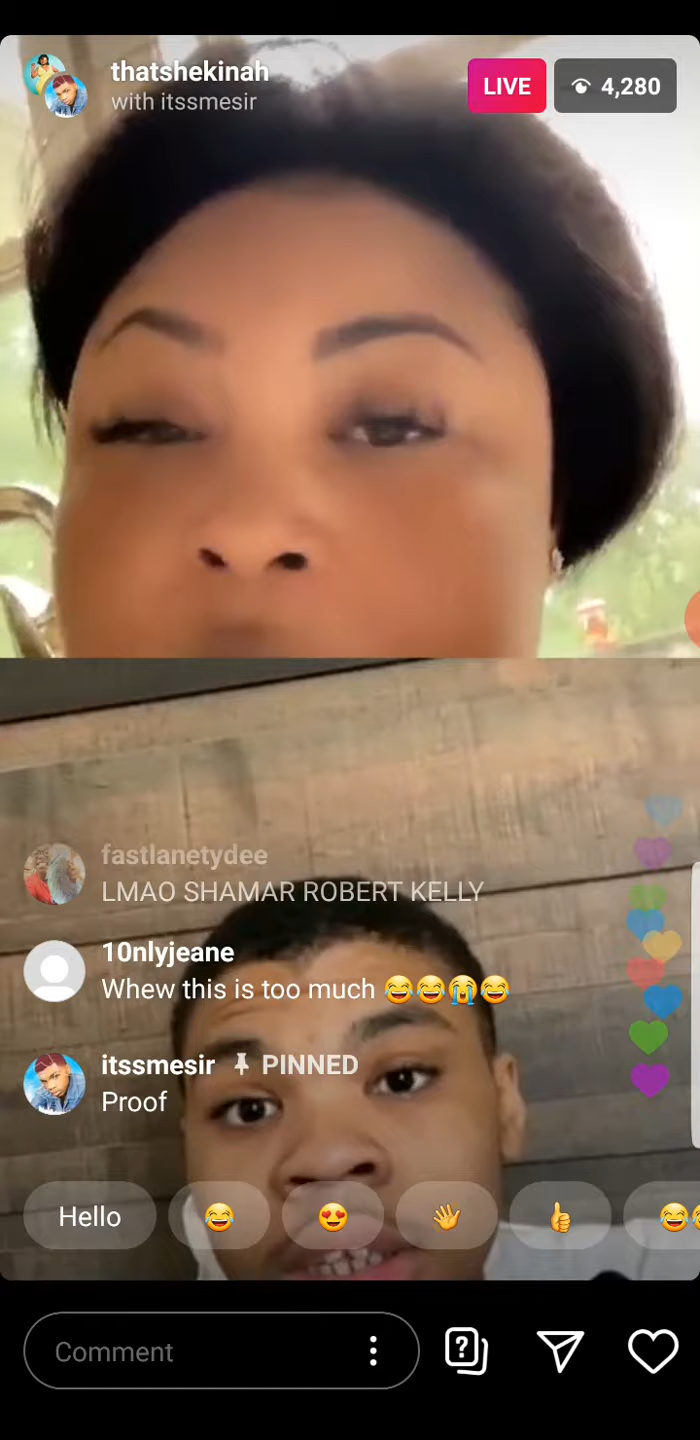 thatshekinah
with itssmesir
LIVE
4,280
fastlanetydee
LMAO SHAMAR ROBERT KELLY
10nlyjeane
Whew this is too much 😂😂😭😂
itssmesir PINNED
Proof
Hello 😂 😍 👋 👍 😂
Comment